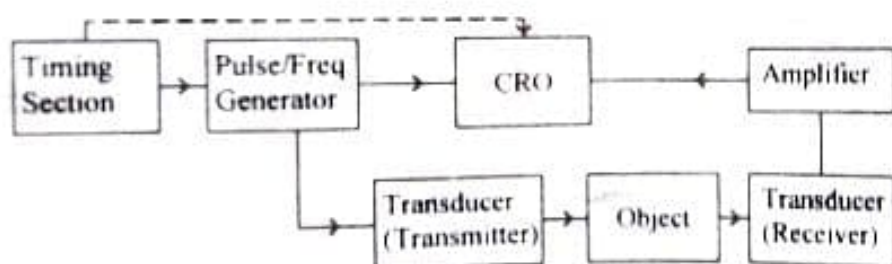 Timing
Section
Pulse/Freq
Generator
CRO
Amplifier
Transducer
(Transmitter)
Object
Transducer
(Receiver)